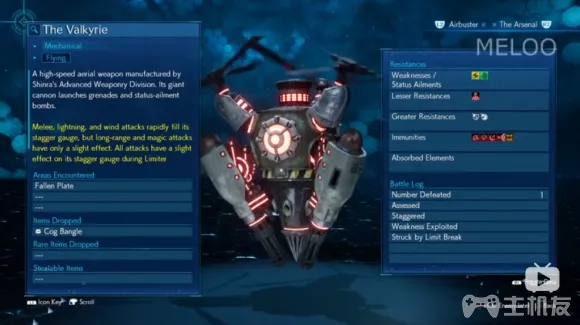 The Valkyrie
Mechanical
Flying
A high-speed aerial weapon manufactured by
Shinra's Advanced Weaponry Division. Its giant
cannon launches grenades and status-ailment
bombs.
Melee, lightning, and wind attacks rapidly fill its
stagger gauge, but long-range and magic attacks
have only a slight effect. All attacks have a slight
effect on its stagger gauge during Limiter
Areas Encountered
Fallen Plate
---
---
Items Dropped
Cog Bangle
Rare Items Dropped
---
Stealable Items
---
Icon Key
Scroll
L2 Airbuster
The Arsenal R2
MELOO
Resistances
Weaknesses /
Status Ailments
Lesser Resistances
Greater Resistances
Immunities
Absorbed Elements
Battle Log
Number Defeated 1
Assessed
Staggered
Weakness Exploited
Struck by Limit Break
主机友